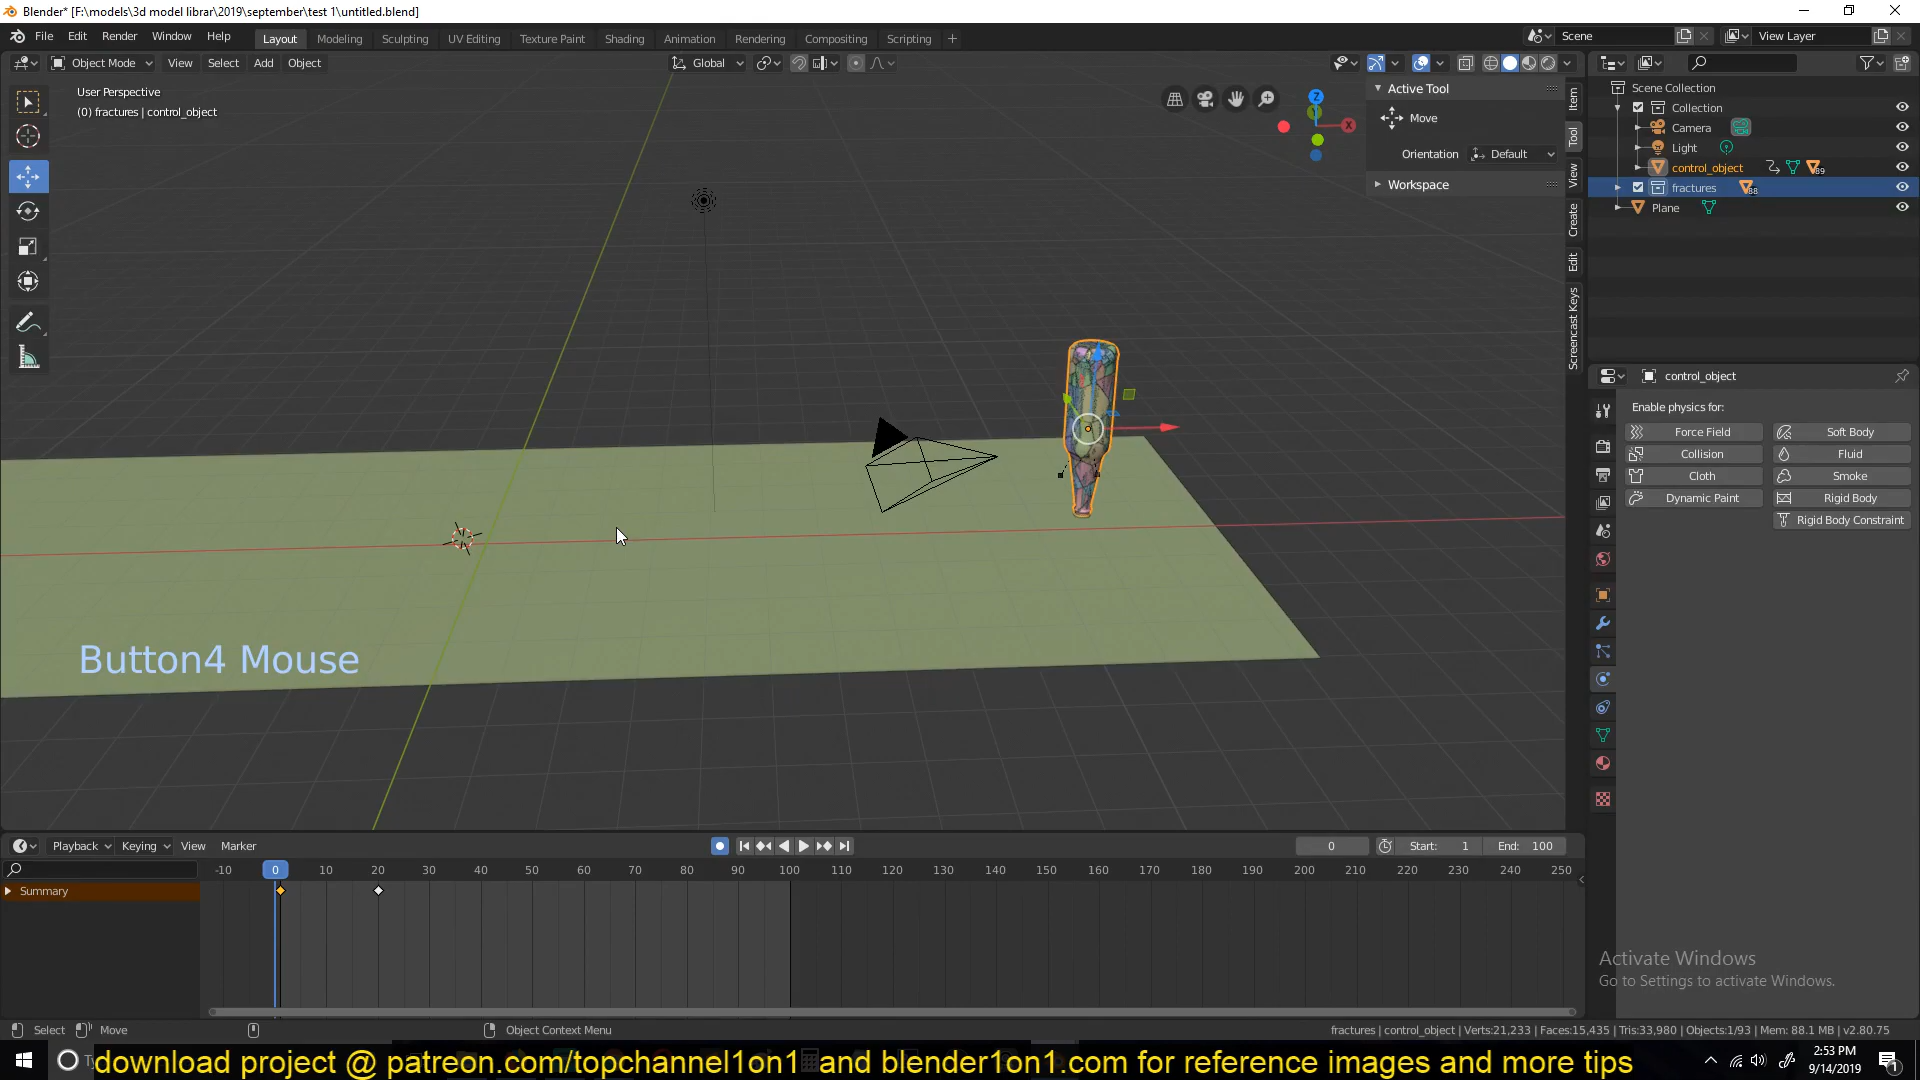 Blender* [F:\models\3d model librar\2019\september\test 1\untitled.blend]
File Edit Render Window Help
Layout Modeling Sculpting UV Editing Texture Paint Shading Animation Rendering Compositing Scripting
Scene View Layer
Object Mode View Select Add Object Global
User Perspective
(0) fractures | control_object
Z
X
Active Tool
Move
Orientation Default
Workspace
Item
Tool
View
Create
Edit
Screencast Keys
Scene Collection
Collection
Camera
Light
control_object 89
fractures 88
Plane
control_object
Enable physics for:
Force Field Soft Body
Collision Fluid
Cloth Smoke
Dynamic Paint Rigid Body
Rigid Body Constraint
Button4 Mouse
Playback Keying View Marker
0 Start: 1 End: 100
-10 0 10 20 30 40 50 60 70 80 90 100 110 120 130 140 150 160 170 180 190 200 210 220 230 240 250
Summary
Activate Windows
Go to Settings to activate Windows.
Select Move Object Context Menu
fractures | control_object | Verts:21,233 | Faces:15,435 | Tris:33,980 | Objects:1/93 | Mem: 88.1 MB | v2.80.75
download project @ patreon.com/topchannel1on1 and blender1on1.com for reference images and more tips
2:53 PM
9/14/2019
1